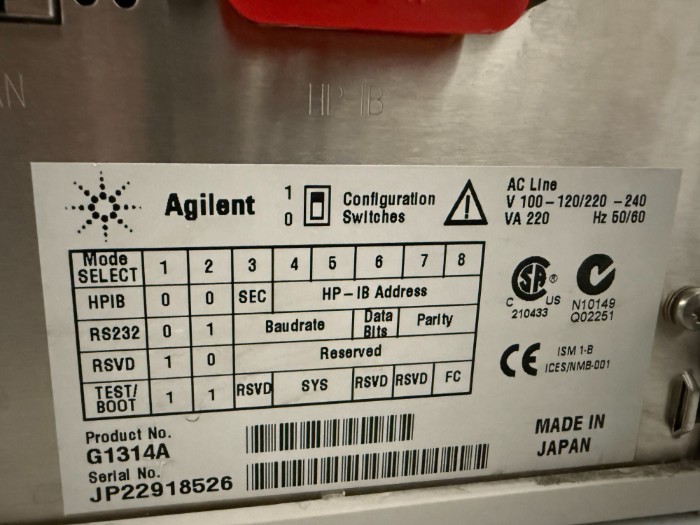 AN
HP-IB
Agilent
1
0
Configuration
Switches
AC Line
V 100-120/220 -240
VA 220 Hz 50/60
Mode
SELECT 1 2 3 4 5 6 7 8
HPIB 0 0 SEC HP-IB Address
RS232 0 1 Baudrate Data Bits Parity
RSVD 1 0 Reserved
TEST/
BOOT 1 1 RSVD SYS RSVD RSVD FC
C US
210433
N10149
Q02251
CE ISM 1-B
ICES/NMB-001
Product No.
G1314A
Serial No.
JP22918526
MADE IN
JAPAN